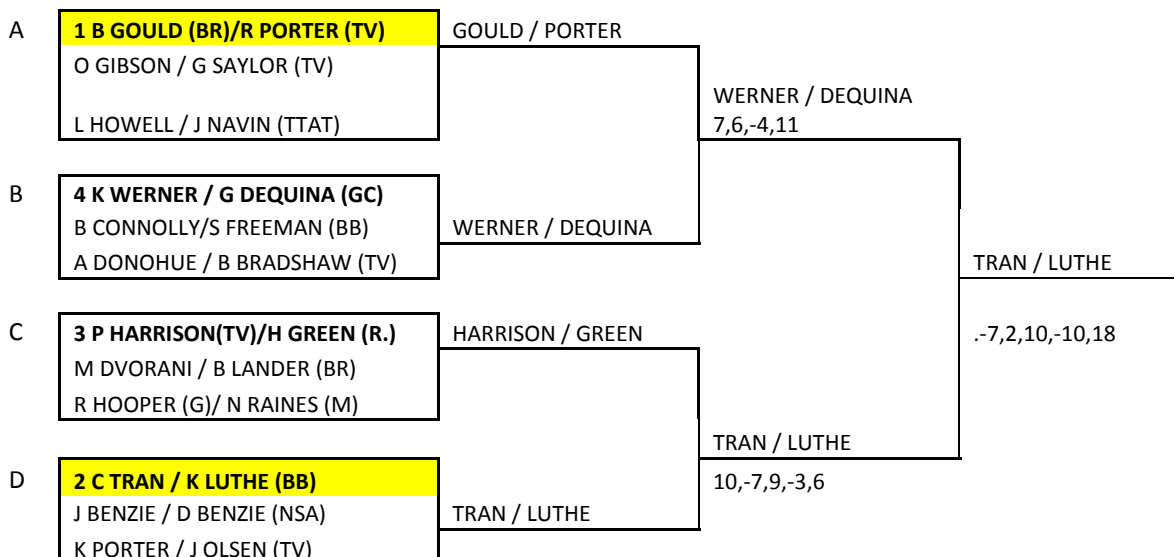 A
1 B GOULD (BR)/R PORTER (TV)
GOULD / PORTER
O GIBSON / G SAYLOR (TV)
WERNER / DEQUINA
L HOWELL / J NAVIN (TTAT)
7,6,-4,11
B
4 K WERNER / G DEQUINA (GC)
B CONNOLLY/S FREEMAN (BB)
WERNER / DEQUINA
A DONOHUE / B BRADSHAW (TV)
TRAN / LUTHE
C
3 P HARRISON(TV)/H GREEN (R.)
HARRISON / GREEN
.-7,2,10,-10,18
M DVORANI / B LANDER (BR)
R HOOPER (G)/ N RAINES (M)
TRAN / LUTHE
D
2 C TRAN / K LUTHE (BB)
10,-7,9,-3,6
J BENZIE / D BENZIE (NSA)
TRAN / LUTHE
K PORTER / J OLSEN (TV)